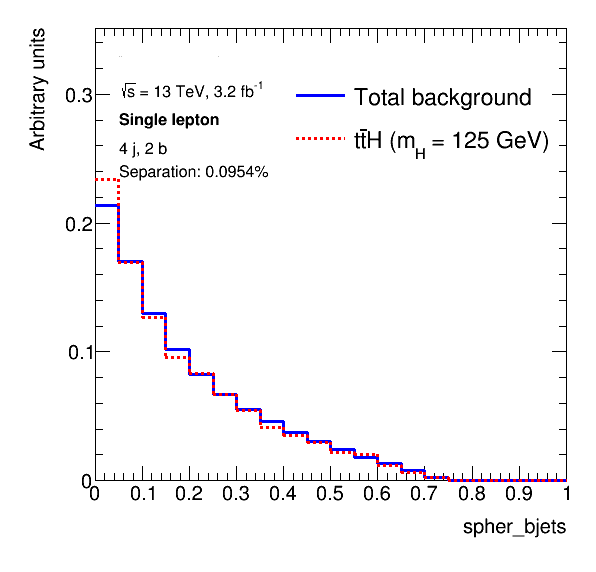 Arbitrary units
0.3
0.2
0.1
0
√s = 13 TeV, 3.2 fb⁻¹
Single lepton
4 j, 2 b
Separation: 0.0954%
Total background
tt̄H (m_H = 125 GeV)
0 0.1 0.2 0.3 0.4 0.5 0.6 0.7 0.8 0.9 1
spher_bjets